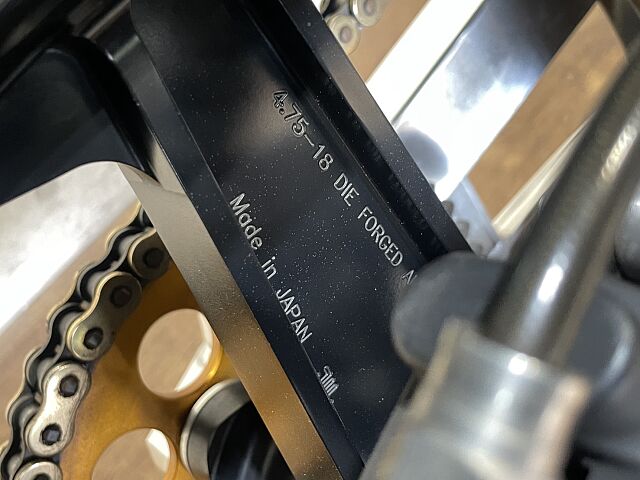 4.75-18 DIE FORGED
Made in JAPAN